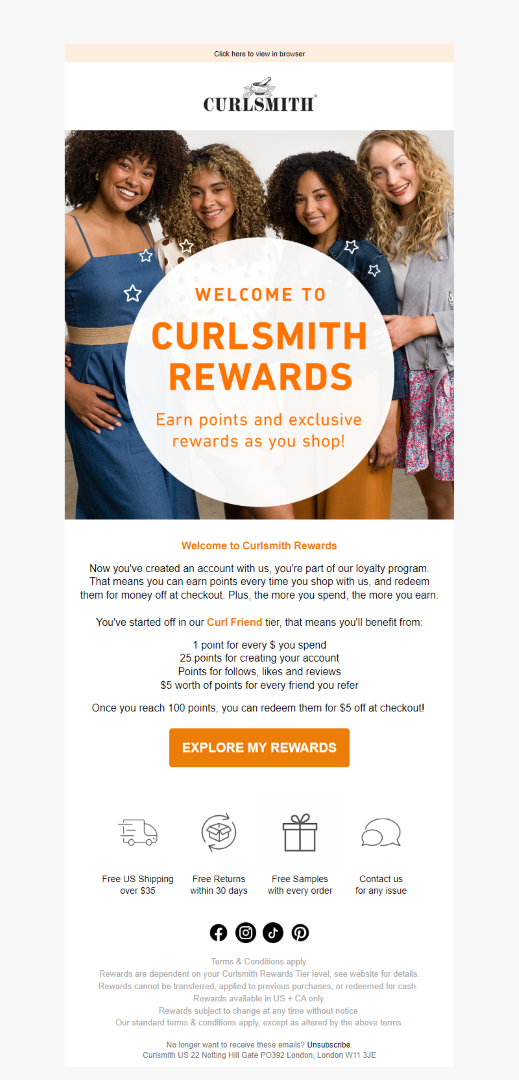 Click here to view in browser
CURLSMITH®
WELCOME TO
CURLSMITH
REWARDS
Earn points and exclusive
rewards as you shop!
Welcome to Curlsmith Rewards
Now you've created an account with us, you're part of our loyalty program.
That means you can earn points every time you shop with us, and redeem
them for money off at checkout. Plus, the more you spend, the more you earn.
You've started off in our Curl Friend tier, that means you'll benefit from:
1 point for every $ you spend
25 points for creating your account
Points for follows, likes and reviews
$5 worth of points for every friend you refer
Once you reach 100 points, you can redeem them for $5 off at checkout!
EXPLORE MY REWARDS
Free US Shipping
over $35
Free Returns
within 30 days
Free Samples
with every order
Contact us
for any issue
Terms & Conditions apply.
Rewards are dependent on your Curlsmith Rewards Tier level, see website for details.
Rewards cannot be transferred, applied to previous purchases, or redeemed for cash.
Rewards available in US + CA only.
Rewards subject to change at any time without notice.
Our standard terms & conditions apply, except as altered by the above terms.
No longer want to receive these emails? Unsubscribe.
Curlsmith US 22 Notting Hill Gate PO392 London, London W11 3JE